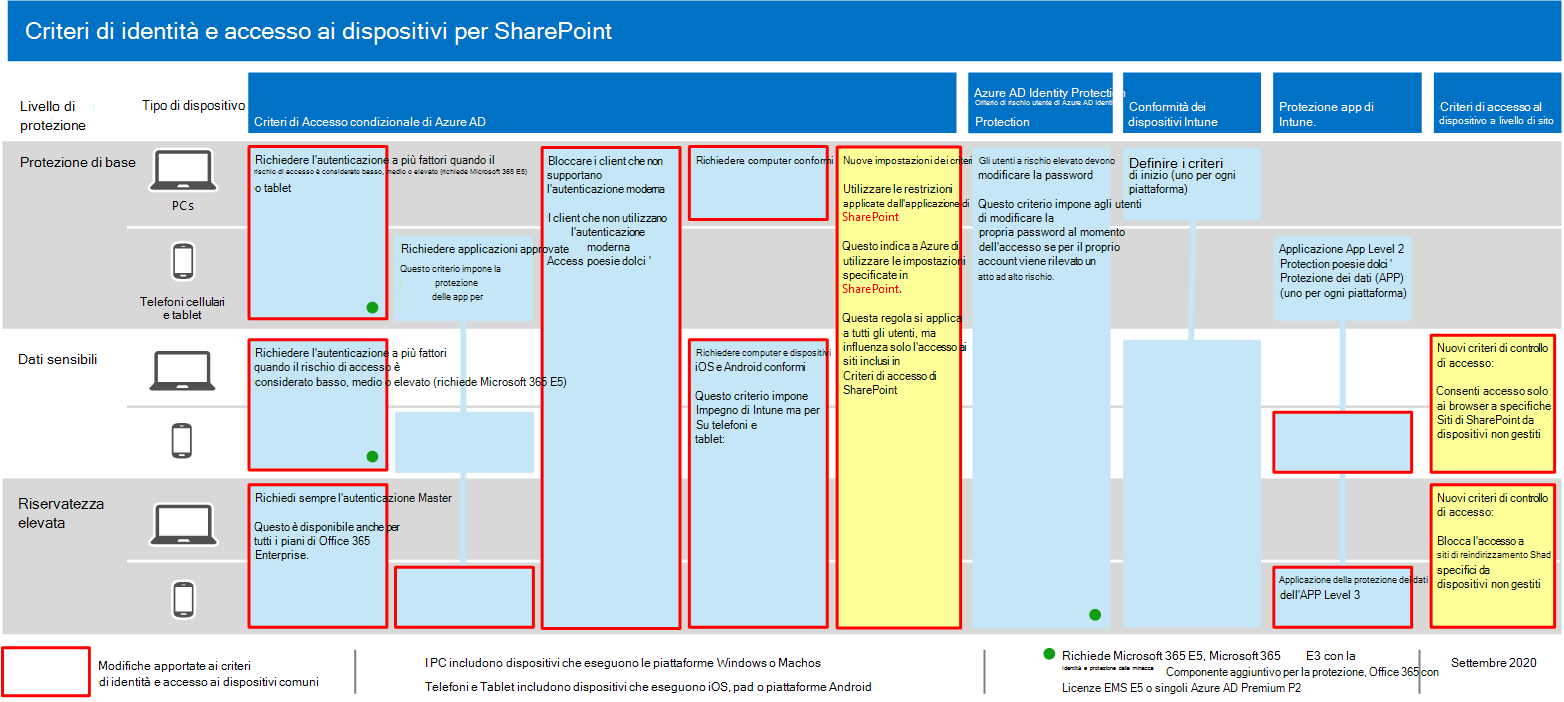 Criteri di identità e accesso ai dispositivi per SharePoint
Livello di
protezione
Tipo di dispositivo
Criteri di Accesso condizionale di Azure AD
Azure AD Identity Protection
Criterio di rischio utente di Azure AD Identi
Protection
Conformità dei
dispositivi Intune
Protezione app di
Intune.
Criteri di accesso al
dispositivo a livello di sito
Protezione di base
PCs
Telefoni cellulari
e tablet
Richiedere l'autenticazione a più fattori quando il
rischio di accesso è considerato basso, medio o elevato (richiede Microsoft 365 E5)
o tablet
Richiedere applicazioni approvate
Questo criterio impone la
protezione
delle app per
Bloccare i client che non
supportano
l'autenticazione moderna
I client che non utilizzano
l'autenticazione
moderna
Access poesie dolci '
Richiedere computer conformi
Nuove impostazioni dei criteri
Utilizzare le restrizioni
applicate dall'applicazione di
SharePoint
Questo indica a Azure di
utilizzare le impostazioni
specificate in
SharePoint.
Questa regola si applica
a tutti gli utenti, ma
influenza solo l'accesso ai
siti inclusi in
Criteri di accesso di
SharePoint
Gli utenti a rischio elevato devono
modificare la password
Questo criterio impone agli utenti
di modificare la
propria password al momento
dell'accesso se per il proprio
account viene rilevato un
atto ad alto rischio.
Definire i criteri
di inizio (uno per ogni
piattaforma)
Applicazione App Level 2
Protection poesie dolci '
Protezione dei dati (APP)
(uno per ogni piattaforma)
Dati sensibili
Richiedere l'autenticazione a più fattori
quando il rischio di accesso è
considerato basso, medio o elevato (richiede Microsoft 365 E5)
Richiedere computer e dispositivi
iOS e Android conformi
Questo criterio impone
Impegno di Intune ma per
Su telefoni e
tablet:
Nuovi criteri di controllo
di accesso:
Consenti accesso solo
ai browser a specifiche
Siti di SharePoint da
dispositivi non gestiti
Riservatezza
elevata
Richiedi sempre l'autenticazione Master
Questo è disponibile anche per
tutti i piani di Office 365
Enterprise.
Applicazione della protezione dei dati
dell'APP Level 3
Nuovi criteri di controllo
di accesso:
Blocca l'accesso a
siti di reindirizzamento Shad
specifici da
dispositivi non gestiti
Modifiche apportate ai criteri
di identità e accesso ai dispositivi comuni
I PC includono dispositivi che eseguono le piattaforme Windows o Machos
Telefoni e Tablet includono dispositivi che eseguono iOS, pad o piattaforme Android
Richiede Microsoft 365 E5, Microsoft 365 E3 con la
Identità e protezione delle minacce
Componente aggiuntivo per la protezione, Office 365 con
Licenze EMS E5 o singoli Azure AD Premium P2
Settembre 2020